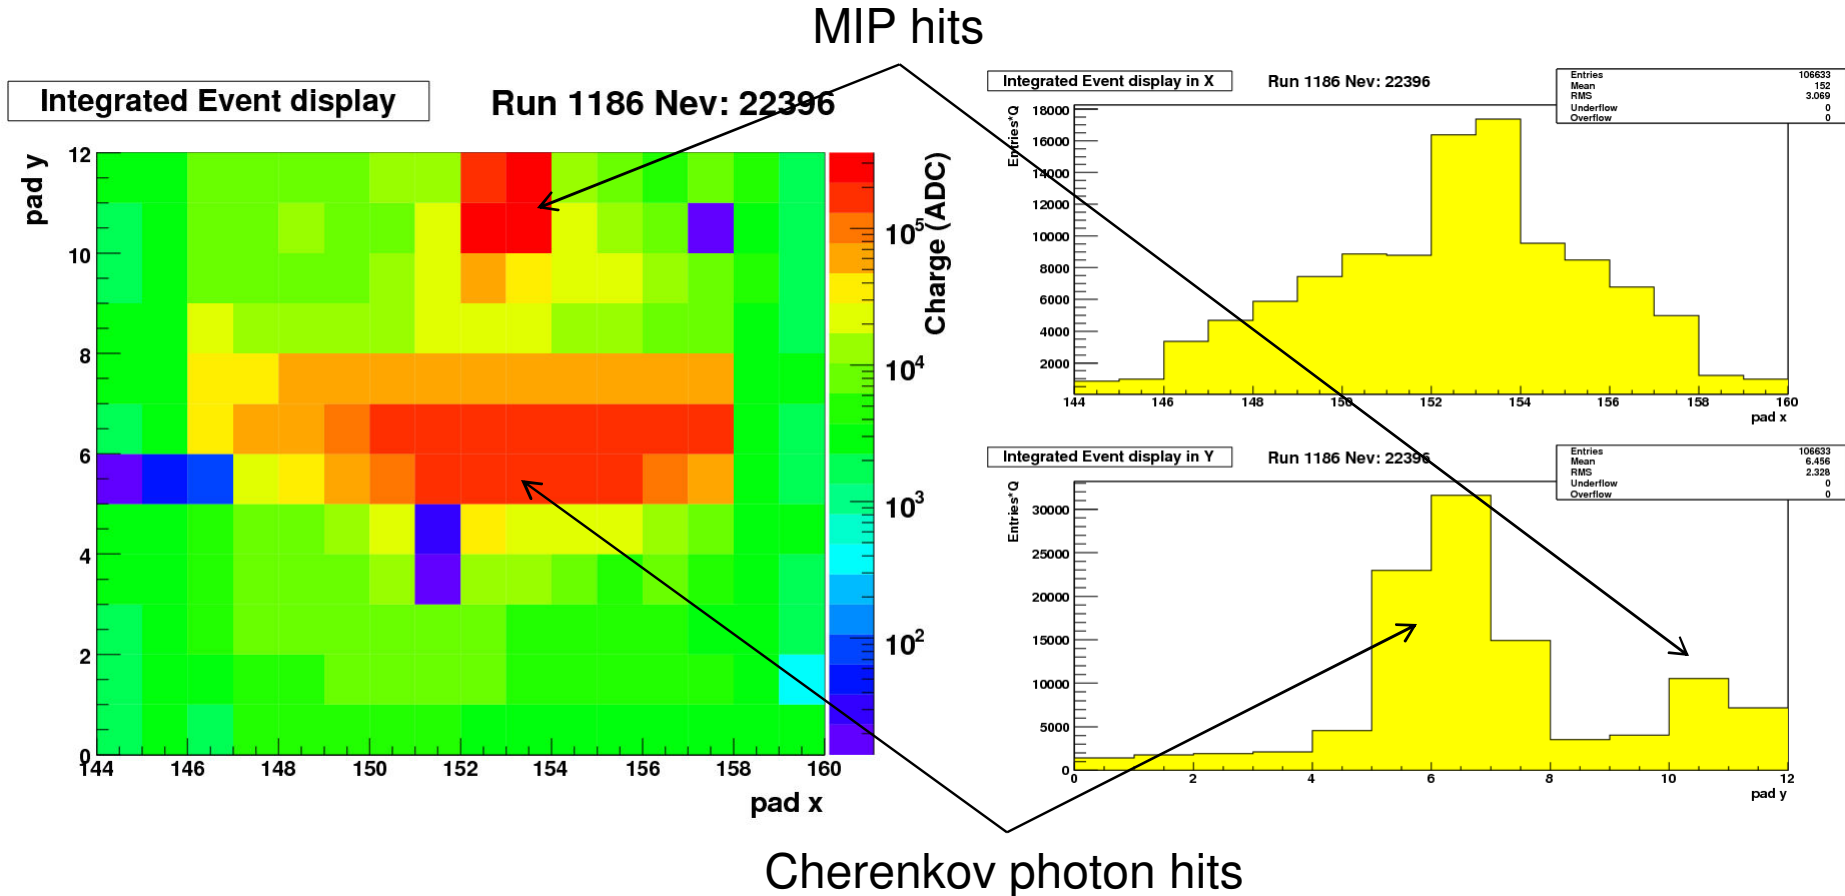 MIP hits
Integrated Event display
Run 1186 Nev: 22396
pad y
12
10
8
6
4
2
0
144 146 148 150 152 154 156 158 160
pad x
Charge (ADC)
10^5
10^4
10^3
10^2
Integrated Event display in X
Run 1186 Nev: 22396
Entries 106633
Mean 152
RMS 3.069
Underflow 0
Overflow 0
Entries*Q
18000
16000
14000
12000
10000
8000
6000
4000
2000
144 146 148 150 152 154 156 158 160
pad x
Integrated Event display in Y
Run 1186 Nev: 22396
Entries 106633
Mean 6.456
RMS 2.328
Underflow 0
Overflow 0
Entries*Q
30000
25000
20000
15000
10000
5000
0
0 2 4 6 8 10 12
pad y
Cherenkov photon hits